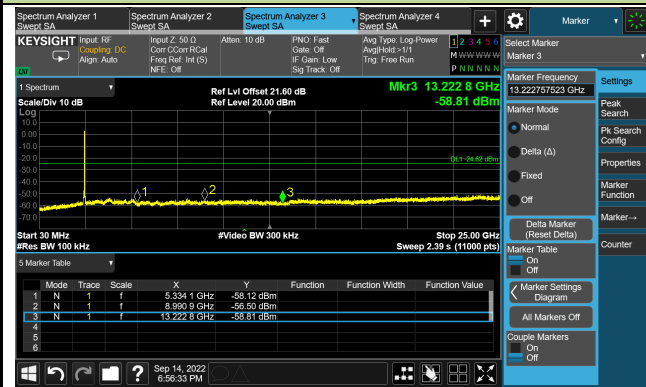 Spectrum Analyzer 1
Swept SA
Spectrum Analyzer 2
Swept SA
Spectrum Analyzer 3
Swept SA
Spectrum Analyzer 4
Swept SA
+
Marker
KEYSIGHT
Input: RF
Coupling: DC
Align: Auto
Input Z: 50 Ω
Corr CCorr RCal
Freq Ref: Int (S)
NFE: Off
Atten: 10 dB
PNO: Fast
Gate: Off
IF Gain: Low
Sig Track: Off
Avg Type: Log-Power
Avg|Hold:>1/1
Trig: Free Run
1 2 3 4 5 6
M W W W W W
P N N N N N
LXI
Select Marker
Marker 3
1 Spectrum
Scale/Div 10 dB
Ref Lvl Offset 21.60 dB
Ref Level 20.00 dBm
Mkr3 13.222 8 GHz
-58.81 dBm
Log
10.0
0.00
-10.0
-20.0
-30.0
-40.0
-50.0
-60.0
-70.0
DL1 -24.62 dBm
1
2
3
Start 30 MHz
#Res BW 100 kHz
#Video BW 300 kHz
Stop 25.00 GHz
Sweep 2.39 s (11000 pts)
5 Marker Table
Mode Trace Scale X Y Function Function Width Function Value
1 N 1 f 5.334 1 GHz -58.12 dBm
2 N 1 f 8.990 9 GHz -56.50 dBm
3 N 1 f 13.222 8 GHz -58.81 dBm
4
5
6
Marker Frequency
13.222757523 GHz
Marker Mode
Normal
Delta (Δ)
Fixed
Off
Delta Marker
(Reset Delta)
Marker Table
On
Off
Marker Settings
Diagram
All Markers Off
Couple Markers
On
Off
Settings
Peak
Search
Pk Search
Config
Properties
Marker
Function
Marker→
Counter
?
Sep 14, 2022
6:56:33 PM